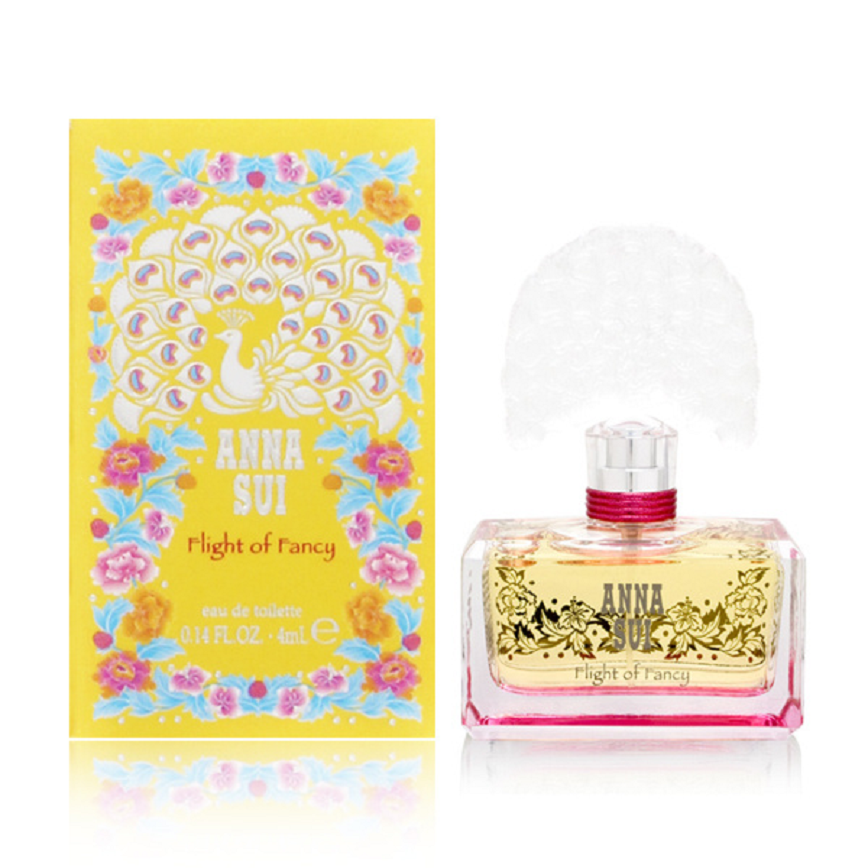 ANNA
SUI
Flight of Fancy
eau de toilette
0.14 FL.OZ. · 4mL ℮
ANNA
SUI
Flight of Fancy